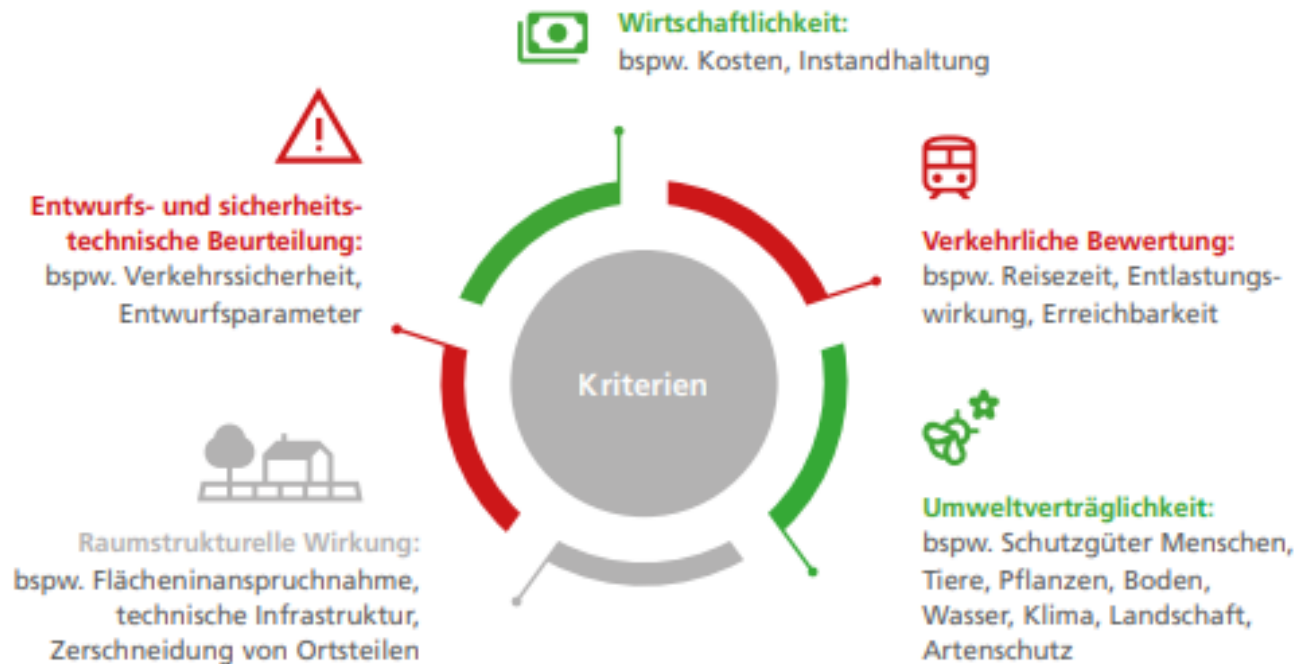 Wirtschaftlichkeit:
bspw. Kosten, Instandhaltung
Entwurfs- und sicherheits-
technische Beurteilung:
bspw. Verkehrssicherheit,
Entwurfsparameter
Verkehrliche Bewertung:
bspw. Reisezeit, Entlastungs-
wirkung, Erreichbarkeit
Kriterien
Raumstrukturelle Wirkung:
bspw. Flächeninanspruchnahme,
technische Infrastruktur,
Zerschneidung von Ortsteilen
Umweltverträglichkeit:
bspw. Schutzgüter Menschen,
Tiere, Pflanzen, Boden,
Wasser, Klima, Landschaft,
Artenschutz